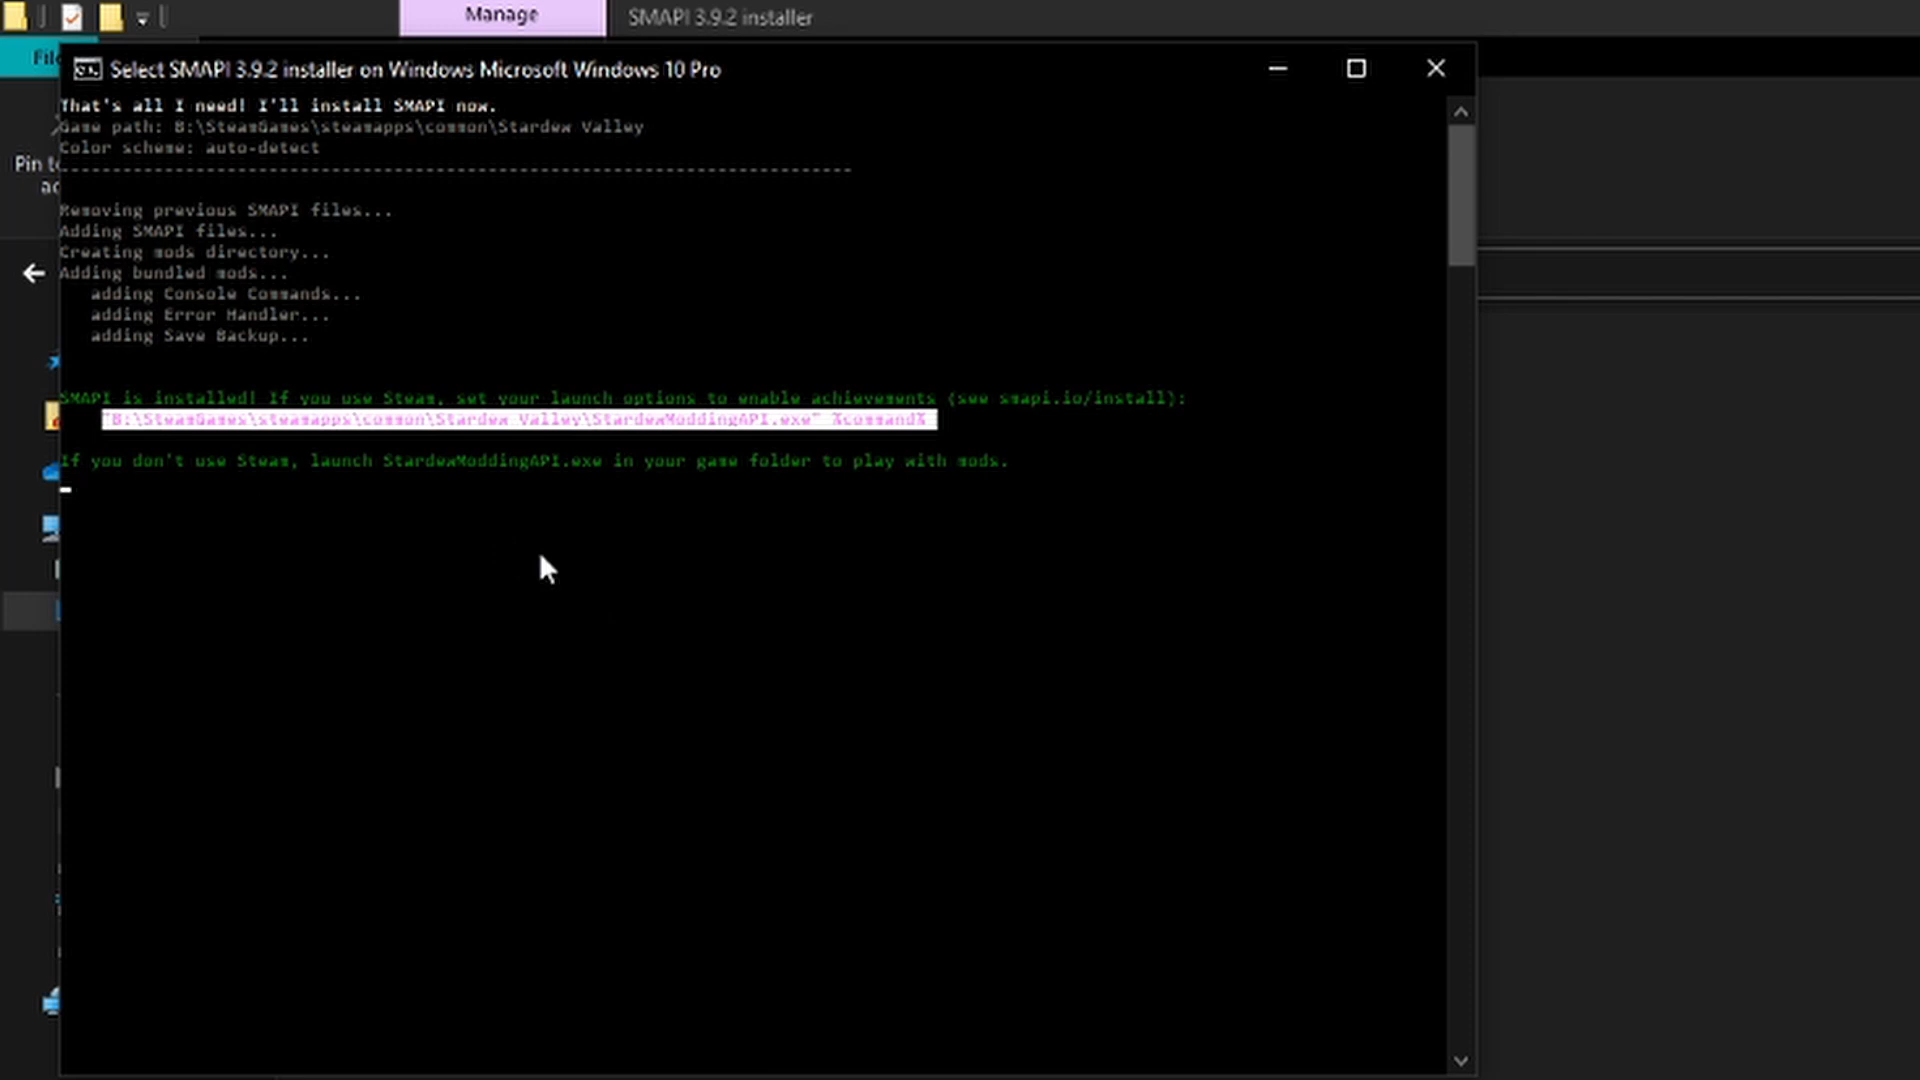 Manage
SMAPI 3.9.2 installer
File
Select SMAPI 3.9.2 installer on Windows Microsoft Windows 10 Pro
That's all I need! I'll install SMAPI now.
Game path: B:\SteamGames\steamapps\common\Stardew Valley
Color scheme: auto-detect
----------------------------------------------------------------------------
Pin to
Removing previous SMAPI files...
Adding SMAPI files...
Creating mods directory...
Adding bundled mods...
adding Console Commands...
adding Error Handler...
adding Save Backup...
SMAPI is installed! If you use Steam, set your launch options to enable achievements (see smapi.io/install):
"B:\SteamGames\steamapps\common\Stardew Valley\StardewModdingAPI.exe" %command%
If you don't use Steam, launch StardewModdingAPI.exe in your game folder to play with mods.